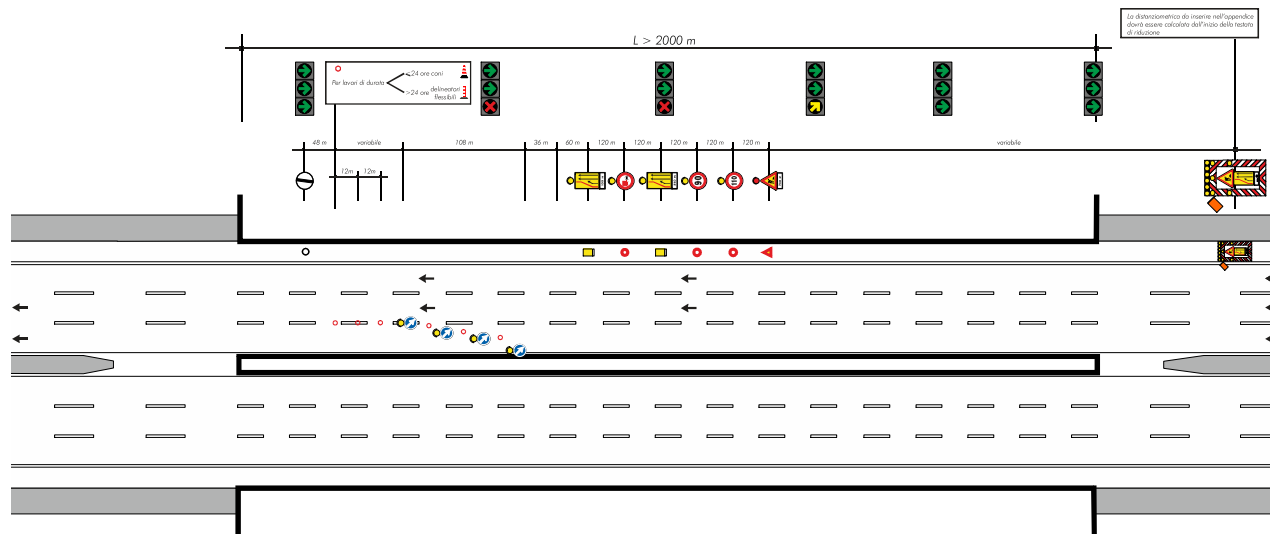 La distanziometrica da inserire nell'appendice
dovrà essere calcolata dall'inizio della testata
di riduzione
L > 2000 m
Per lavori di durata
<24 ore coni
>24 ore delineatori
flessibili
48 m
variabile
108 m
36 m
60 m
120 m
120 m
120 m
120 m
120 m
variabile
12m
12m
90
110